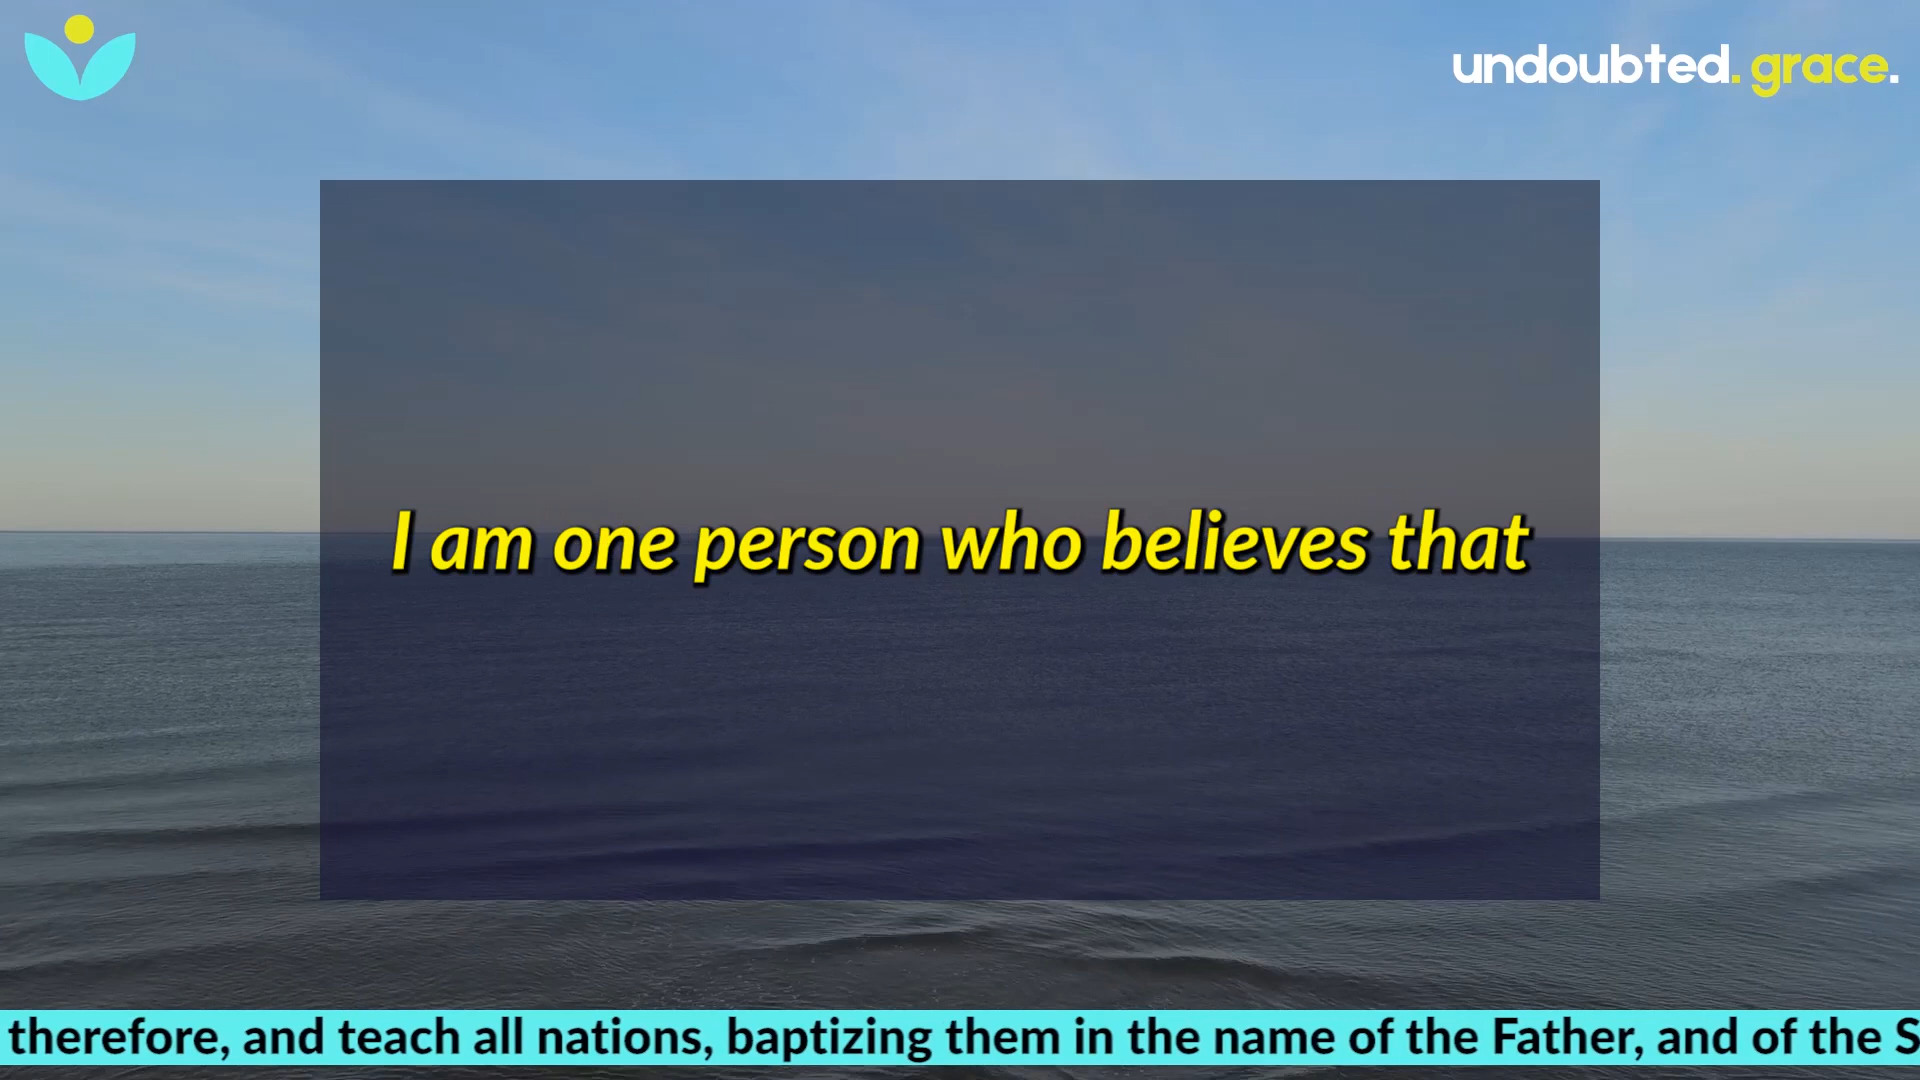 undoubted. grace.
I am one person who believes that
therefore, and teach all nations, baptizing them in the name of the Father, and of the S